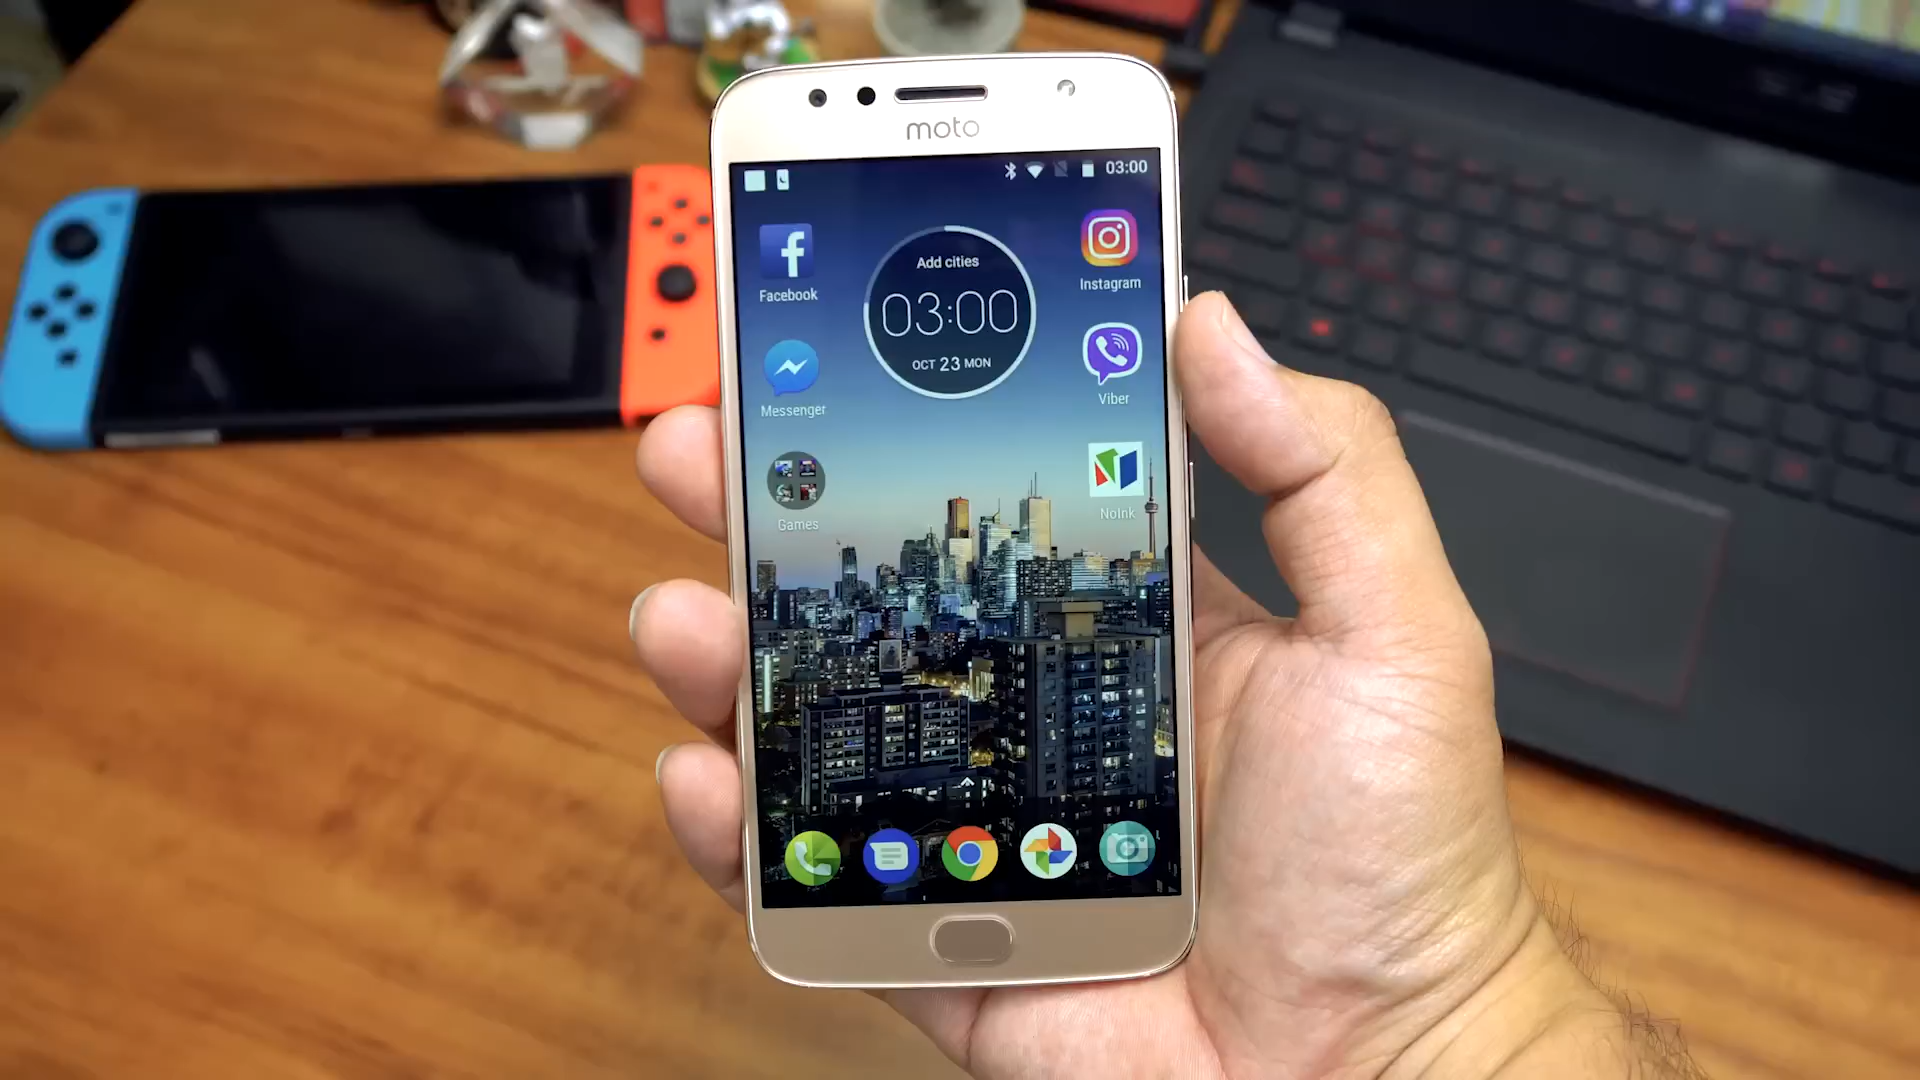 moto
03:00
Add cities
03:00
OCT 23 MON
Facebook
Instagram
Messenger
Viber
Games
NoInk